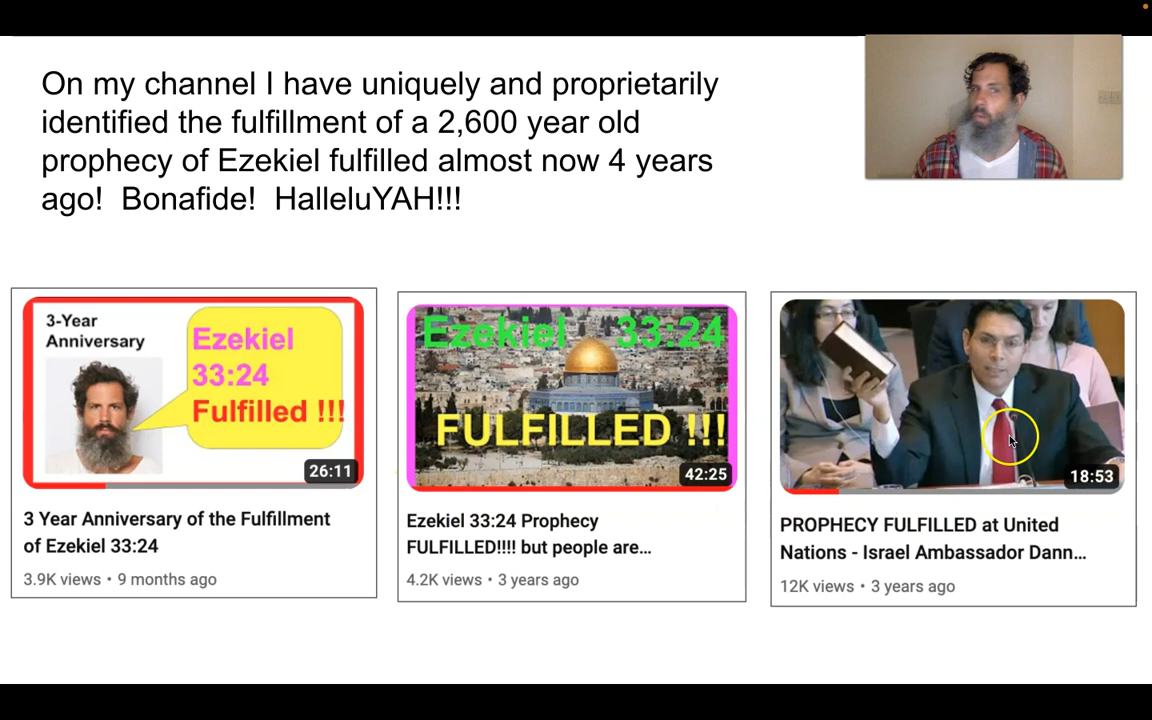 On my channel I have uniquely and proprietarily
identified the fulfillment of a 2,600 year old
prophecy of Ezekiel fulfilled almost now 4 years
ago!  Bonafide!  HalleluYAH!!!
3-Year
Anniversary
Ezekiel
33:24
Fulfilled !!!
26:11
3 Year Anniversary of the Fulfillment
of Ezekiel 33:24
3.9K views • 9 months ago
Ezekiel 33:24
FULFILLED !!!
42:25
Ezekiel 33:24 Prophecy
FULFILLED!!!! but people are...
4.2K views • 3 years ago
18:53
PROPHECY FULFILLED at United
Nations - Israel Ambassador Dann...
12K views • 3 years ago